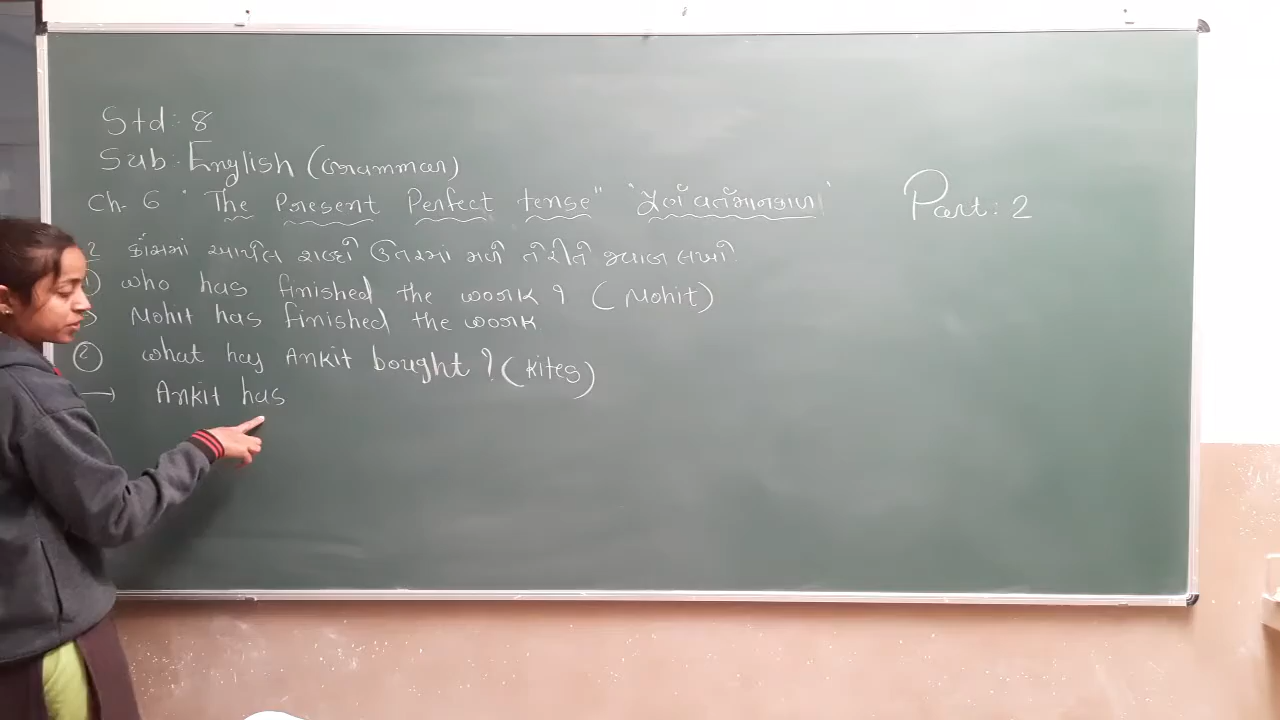 Std: 8
Sub: English (Grammar)
Ch. 6 "The Present Perfect tense" 'પૂર્ણ વર્તમાનકાળ' Part: 2
2 કૌંસમાં આપેલ શબ્દો ઉત્તરમાં મળે તે રીતે જવાબ લખો.
1) who has finished the work ? (Mohit)
Mohit has finished the work
② what has Ankit bought ? (Kites)
→ Ankit has